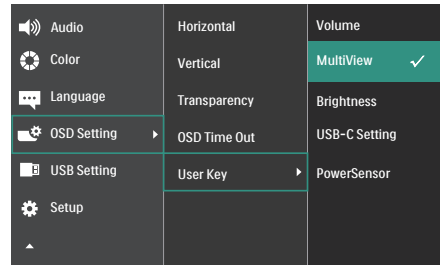 Audio
Color
Language
OSD Setting
USB Setting
Setup
Horizontal
Vertical
Transparency
OSD Time Out
User Key
Volume
MultiView
Brightness
USB-C Setting
PowerSensor